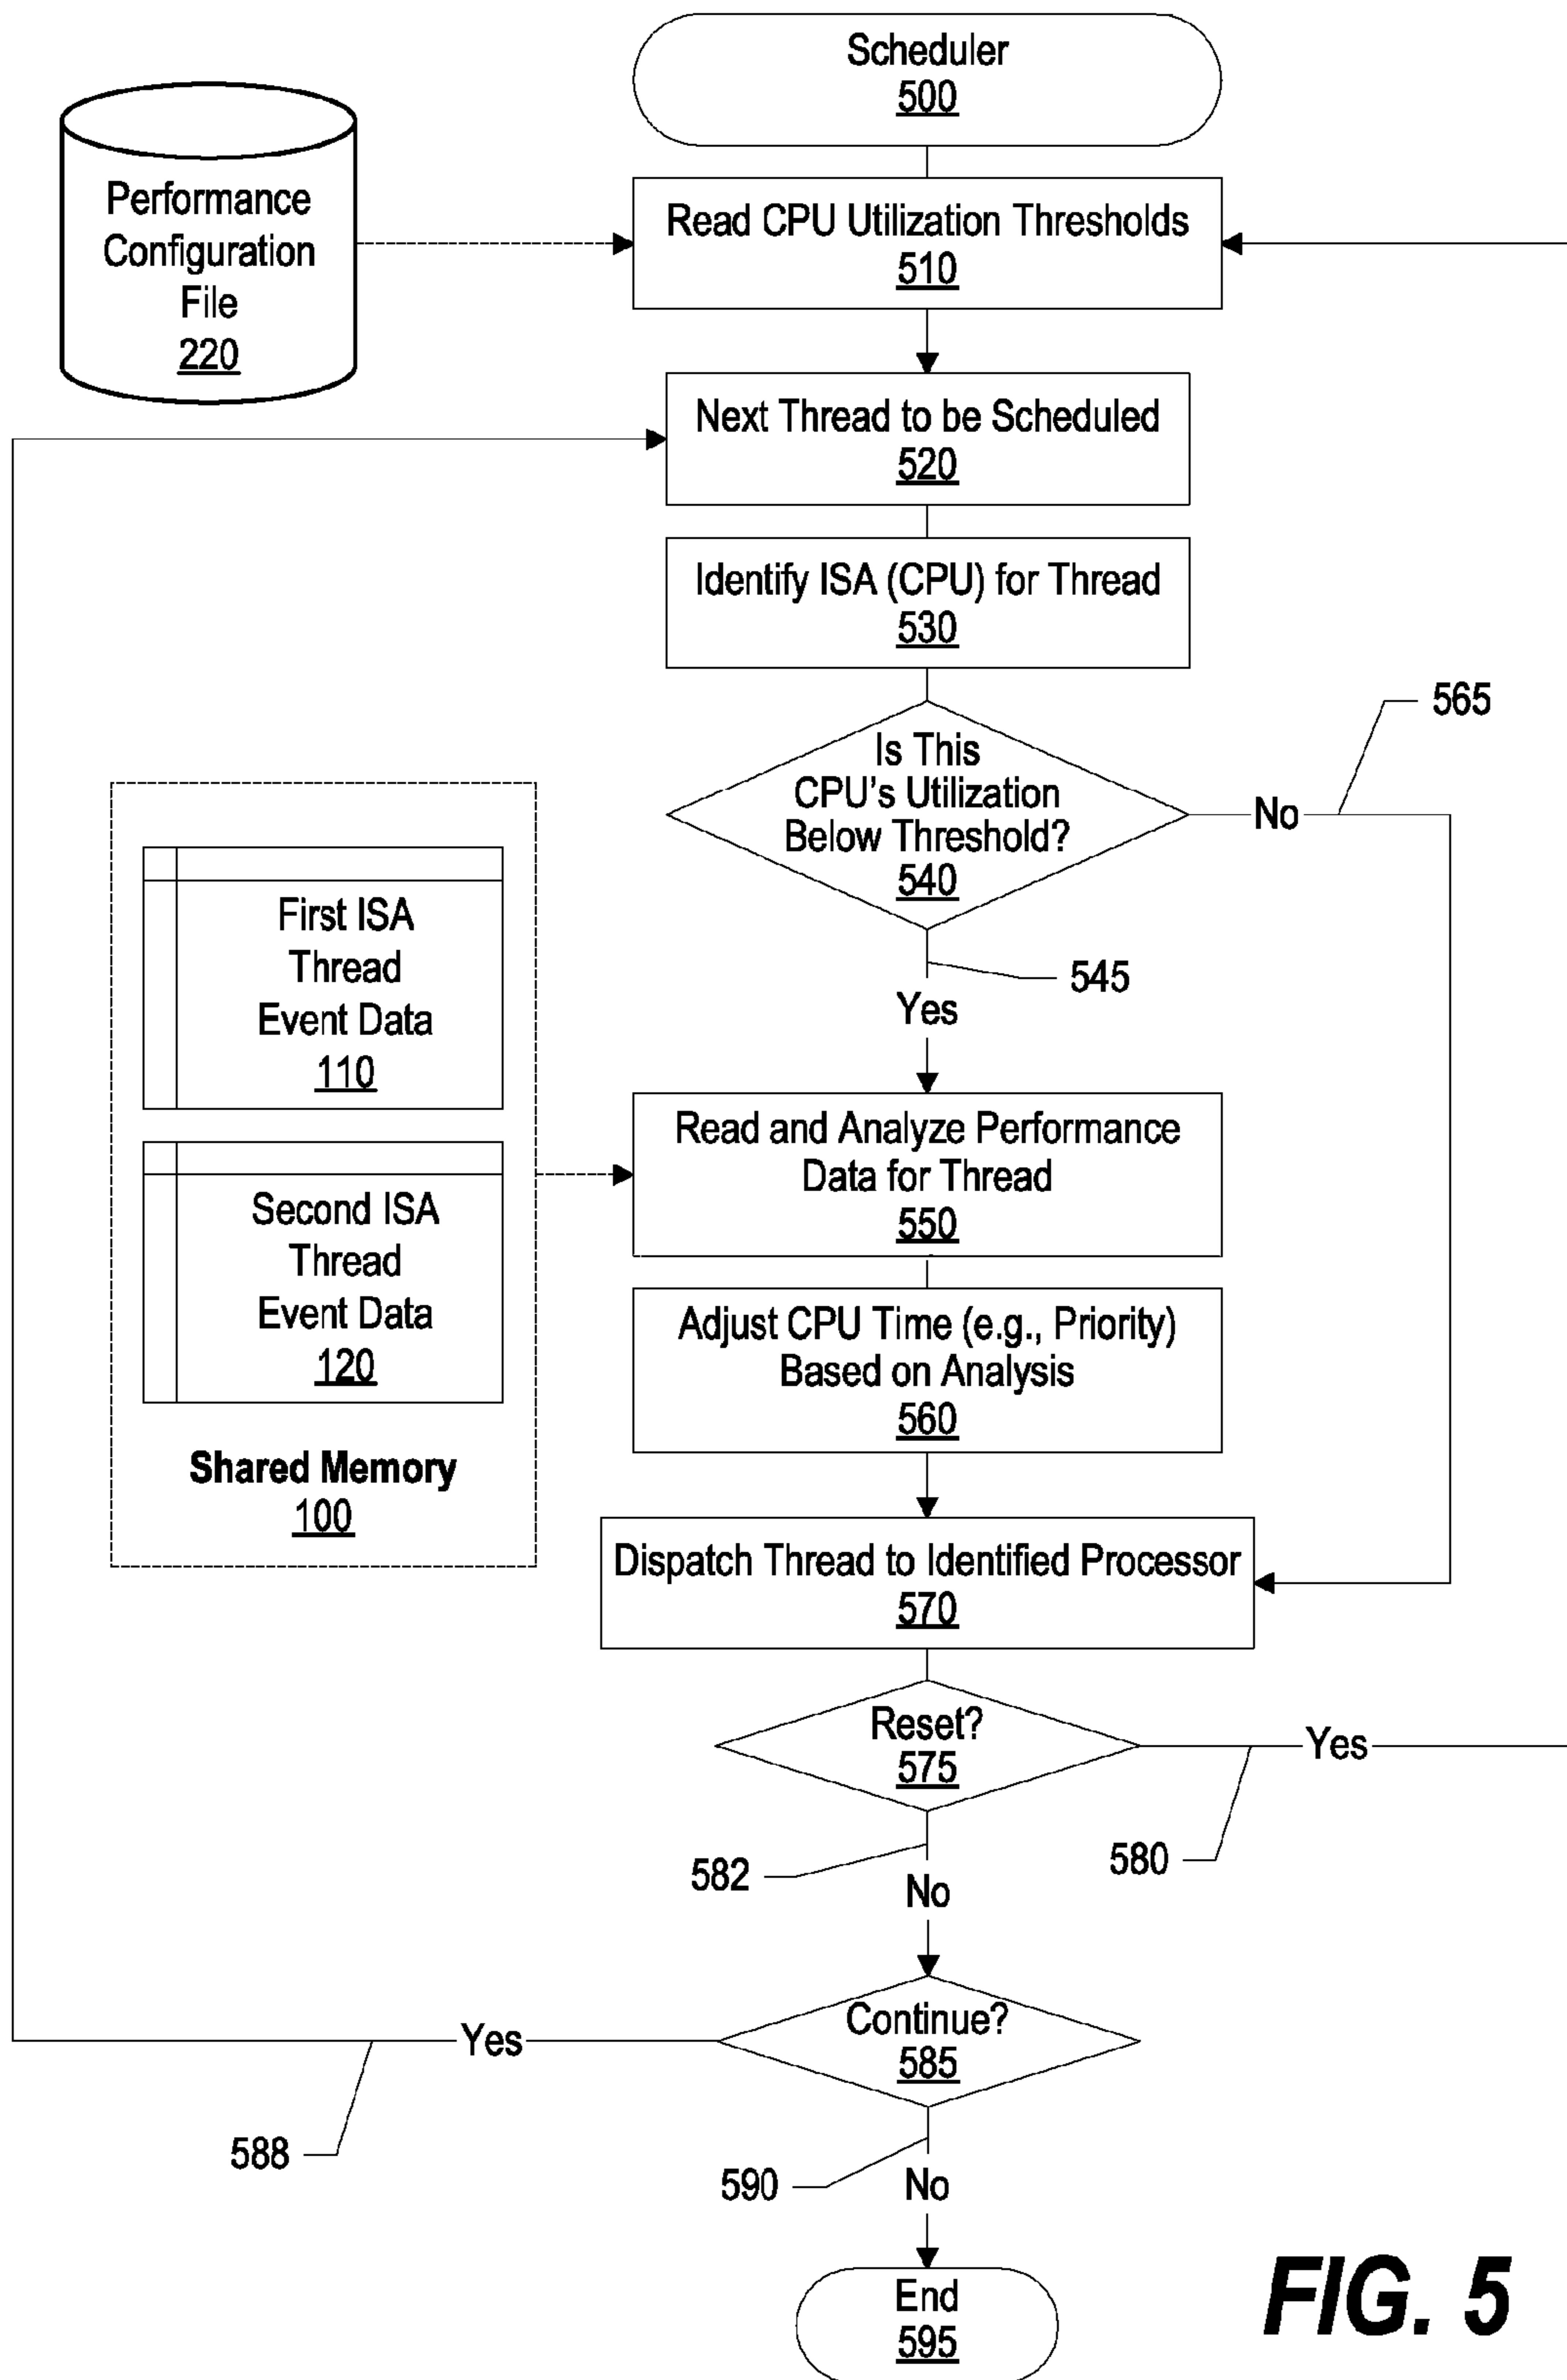 Scheduler
500
Performance
Configuration
File
220
Read CPU Utilization Thresholds
510
Next Thread to be Scheduled
520
Identify ISA (CPU) for Thread
530
565
Is This
CPU's Utilization
Below Threshold?
540
No
545
Yes
First ISA
Thread
Event Data
110
Second ISA
Thread
Event Data
120
Shared Memory
100
Read and Analyze Performance
Data for Thread
550
Adjust CPU Time (e.g., Priority)
Based on Analysis
560
Dispatch Thread to Identified Processor
570
Reset?
575
Yes
580
582
No
Continue?
585
Yes
588
590
No
End
595
FIG. 5